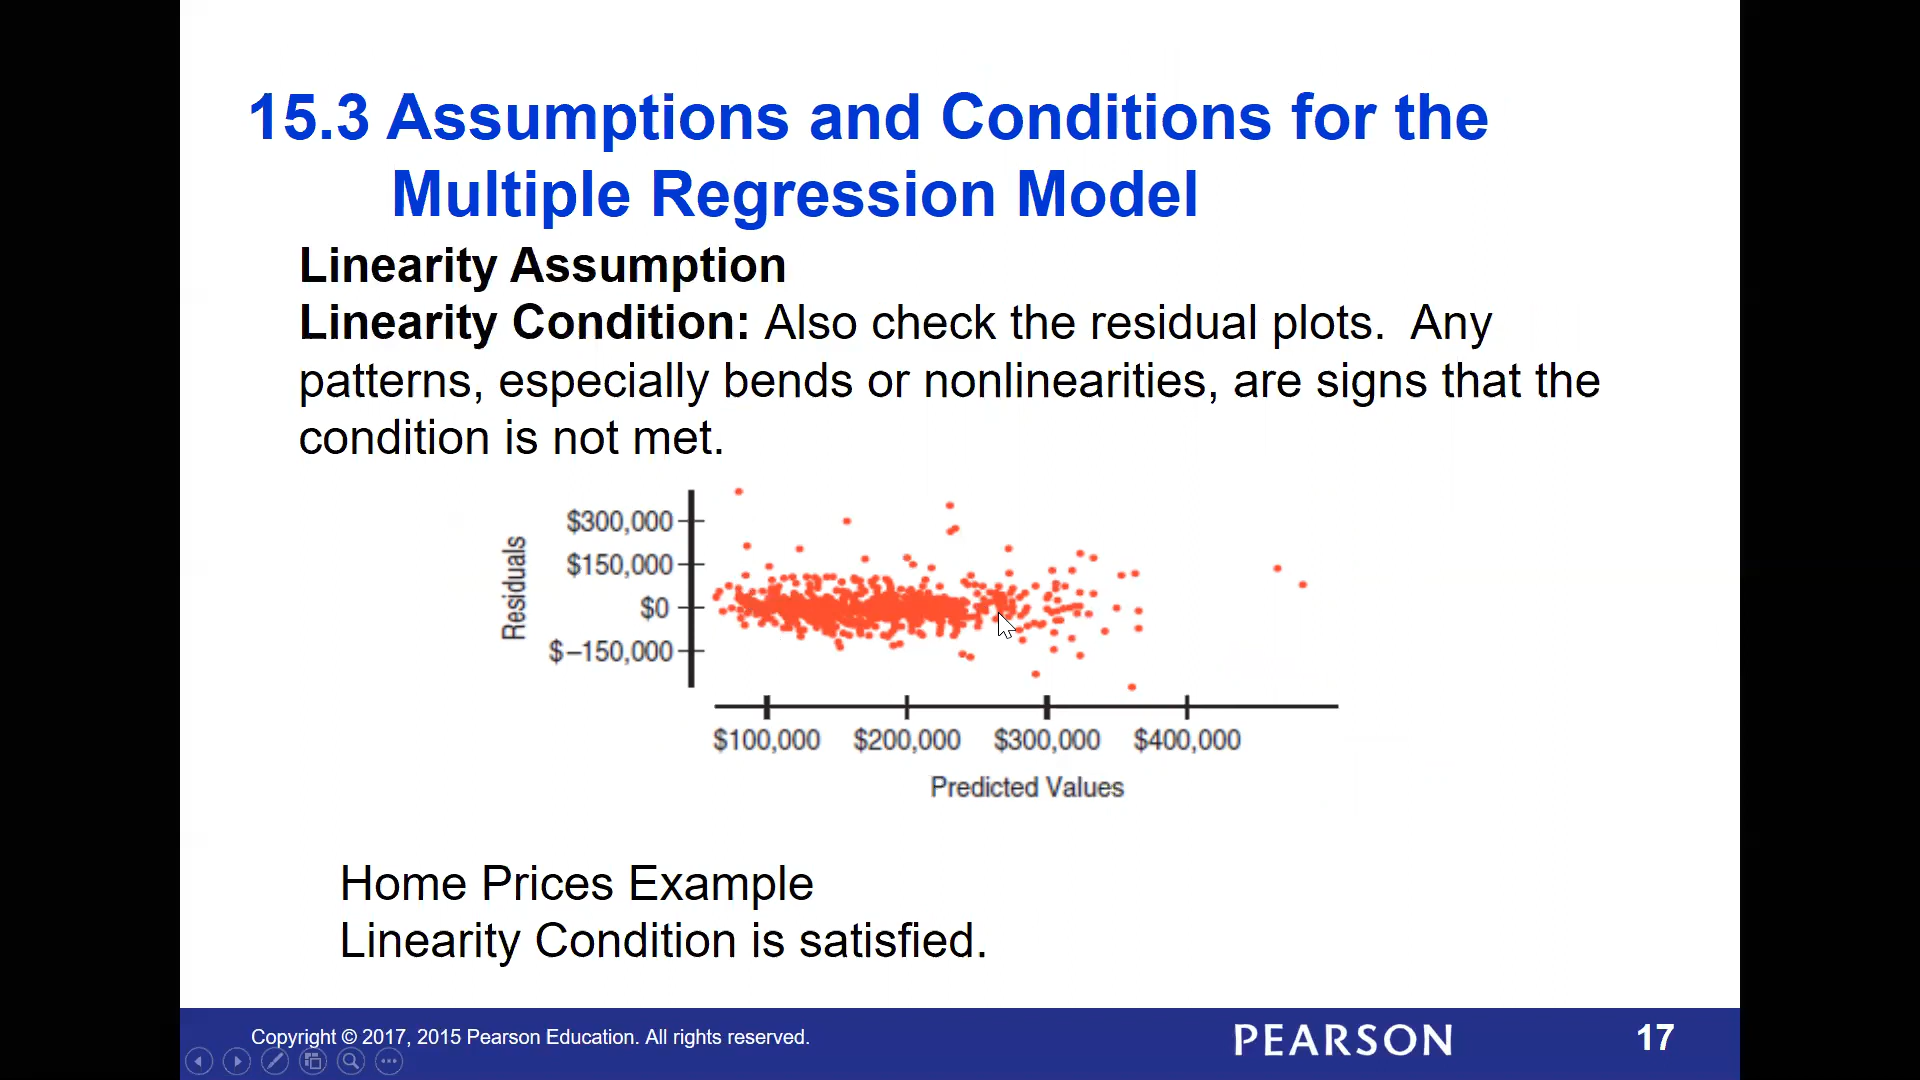 15.3 Assumptions and Conditions for the
Multiple Regression Model
Linearity Assumption
Linearity Condition: Also check the residual plots. Any
patterns, especially bends or nonlinearities, are signs that the
condition is not met.
Residuals
$300,000
$150,000
$0
$–150,000
$100,000 $200,000 $300,000 $400,000
Predicted Values
Home Prices Example
Linearity Condition is satisfied.
Copyright © 2017, 2015 Pearson Education. All rights reserved. PEARSON 17